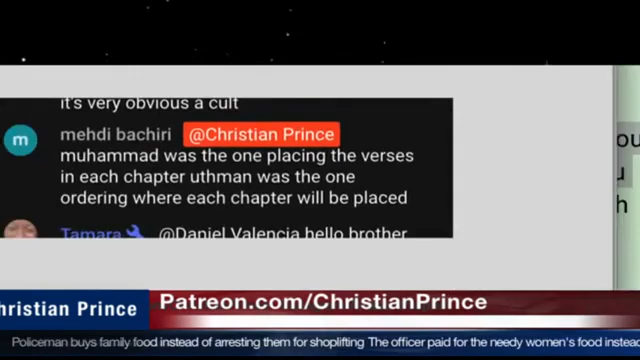 it's very obvious a cult
m mehdi bachiri @Christian Prince
muhammad was the one placing the verses
in each chapter uthman was the one
ordering where each chapter will be placed
Tamara @Daniel Valencia hello brother
hristian Prince
Patreon.com/ChristianPrince
Policeman buys family food instead of arresting them for shoplifting The officer paid for the needy women's food instea